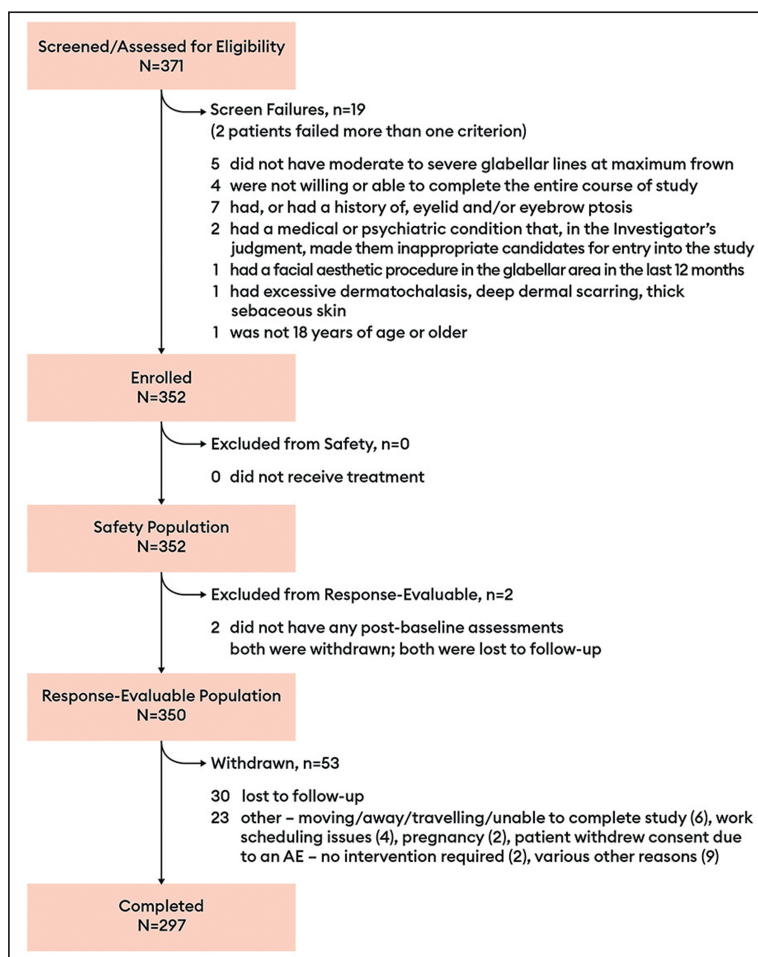 Screened/Assessed for Eligibility
N=371
Screen Failures, n=19
(2 patients failed more than one criterion)
5 did not have moderate to severe glabellar lines at maximum frown
4 were not willing or able to complete the entire course of study
7 had, or had a history of, eyelid and/or eyebrow ptosis
2 had a medical or psychiatric condition that, in the Investigator's
judgment, made them inappropriate candidates for entry into the study
1 had a facial aesthetic procedure in the glabellar area in the last 12 months
1 had excessive dermatochalasis, deep dermal scarring, thick
sebaceous skin
1 was not 18 years of age or older
Enrolled
N=352
Excluded from Safety, n=0
0 did not receive treatment
Safety Population
N=352
Excluded from Response-Evaluable, n=2
2 did not have any post-baseline assessments
both were withdrawn; both were lost to follow-up
Response-Evaluable Population
N=350
Withdrawn, n=53
30 lost to follow-up
23 other – moving/away/travelling/unable to complete study (6), work
scheduling issues (4), pregnancy (2), patient withdrew consent due
to an AE – no intervention required (2), various other reasons (9)
Completed
N=297